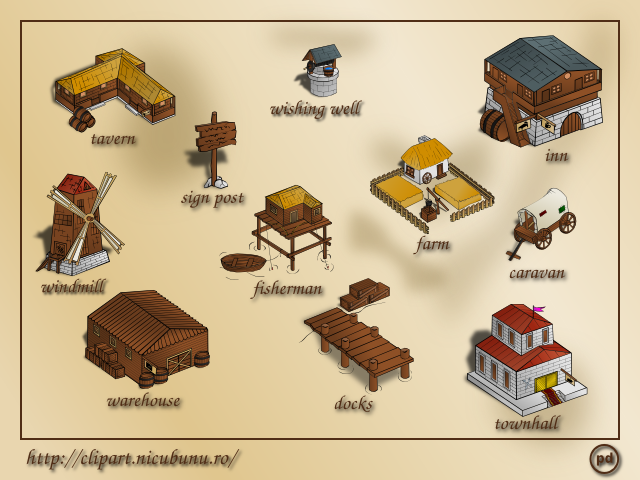 tavern
wishing well
inn
sign post
farm
caravan
windmill
fisherman
warehouse
docks
townhall
http://clipart.nicubunu.ro/
pd